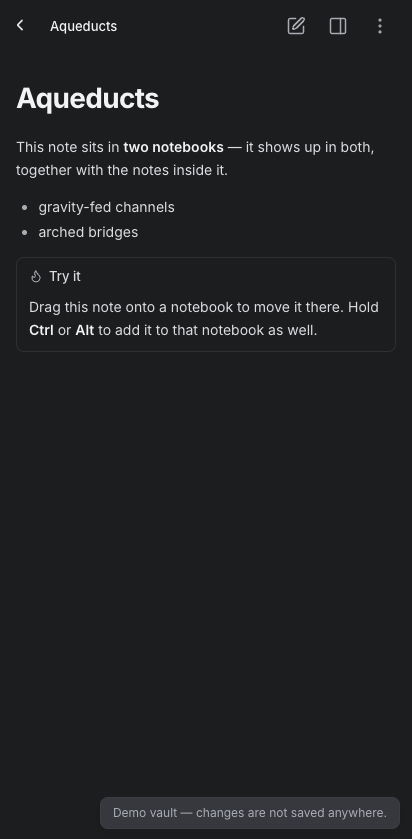 Aqueducts
Aqueducts
This note sits in two notebooks — it shows up in both,
together with the notes inside it.
gravity-fed channels
arched bridges
Try it
Drag this note onto a notebook to move it there. Hold
Ctrl or Alt to add it to that notebook as well.
Demo vault — changes are not saved anywhere.